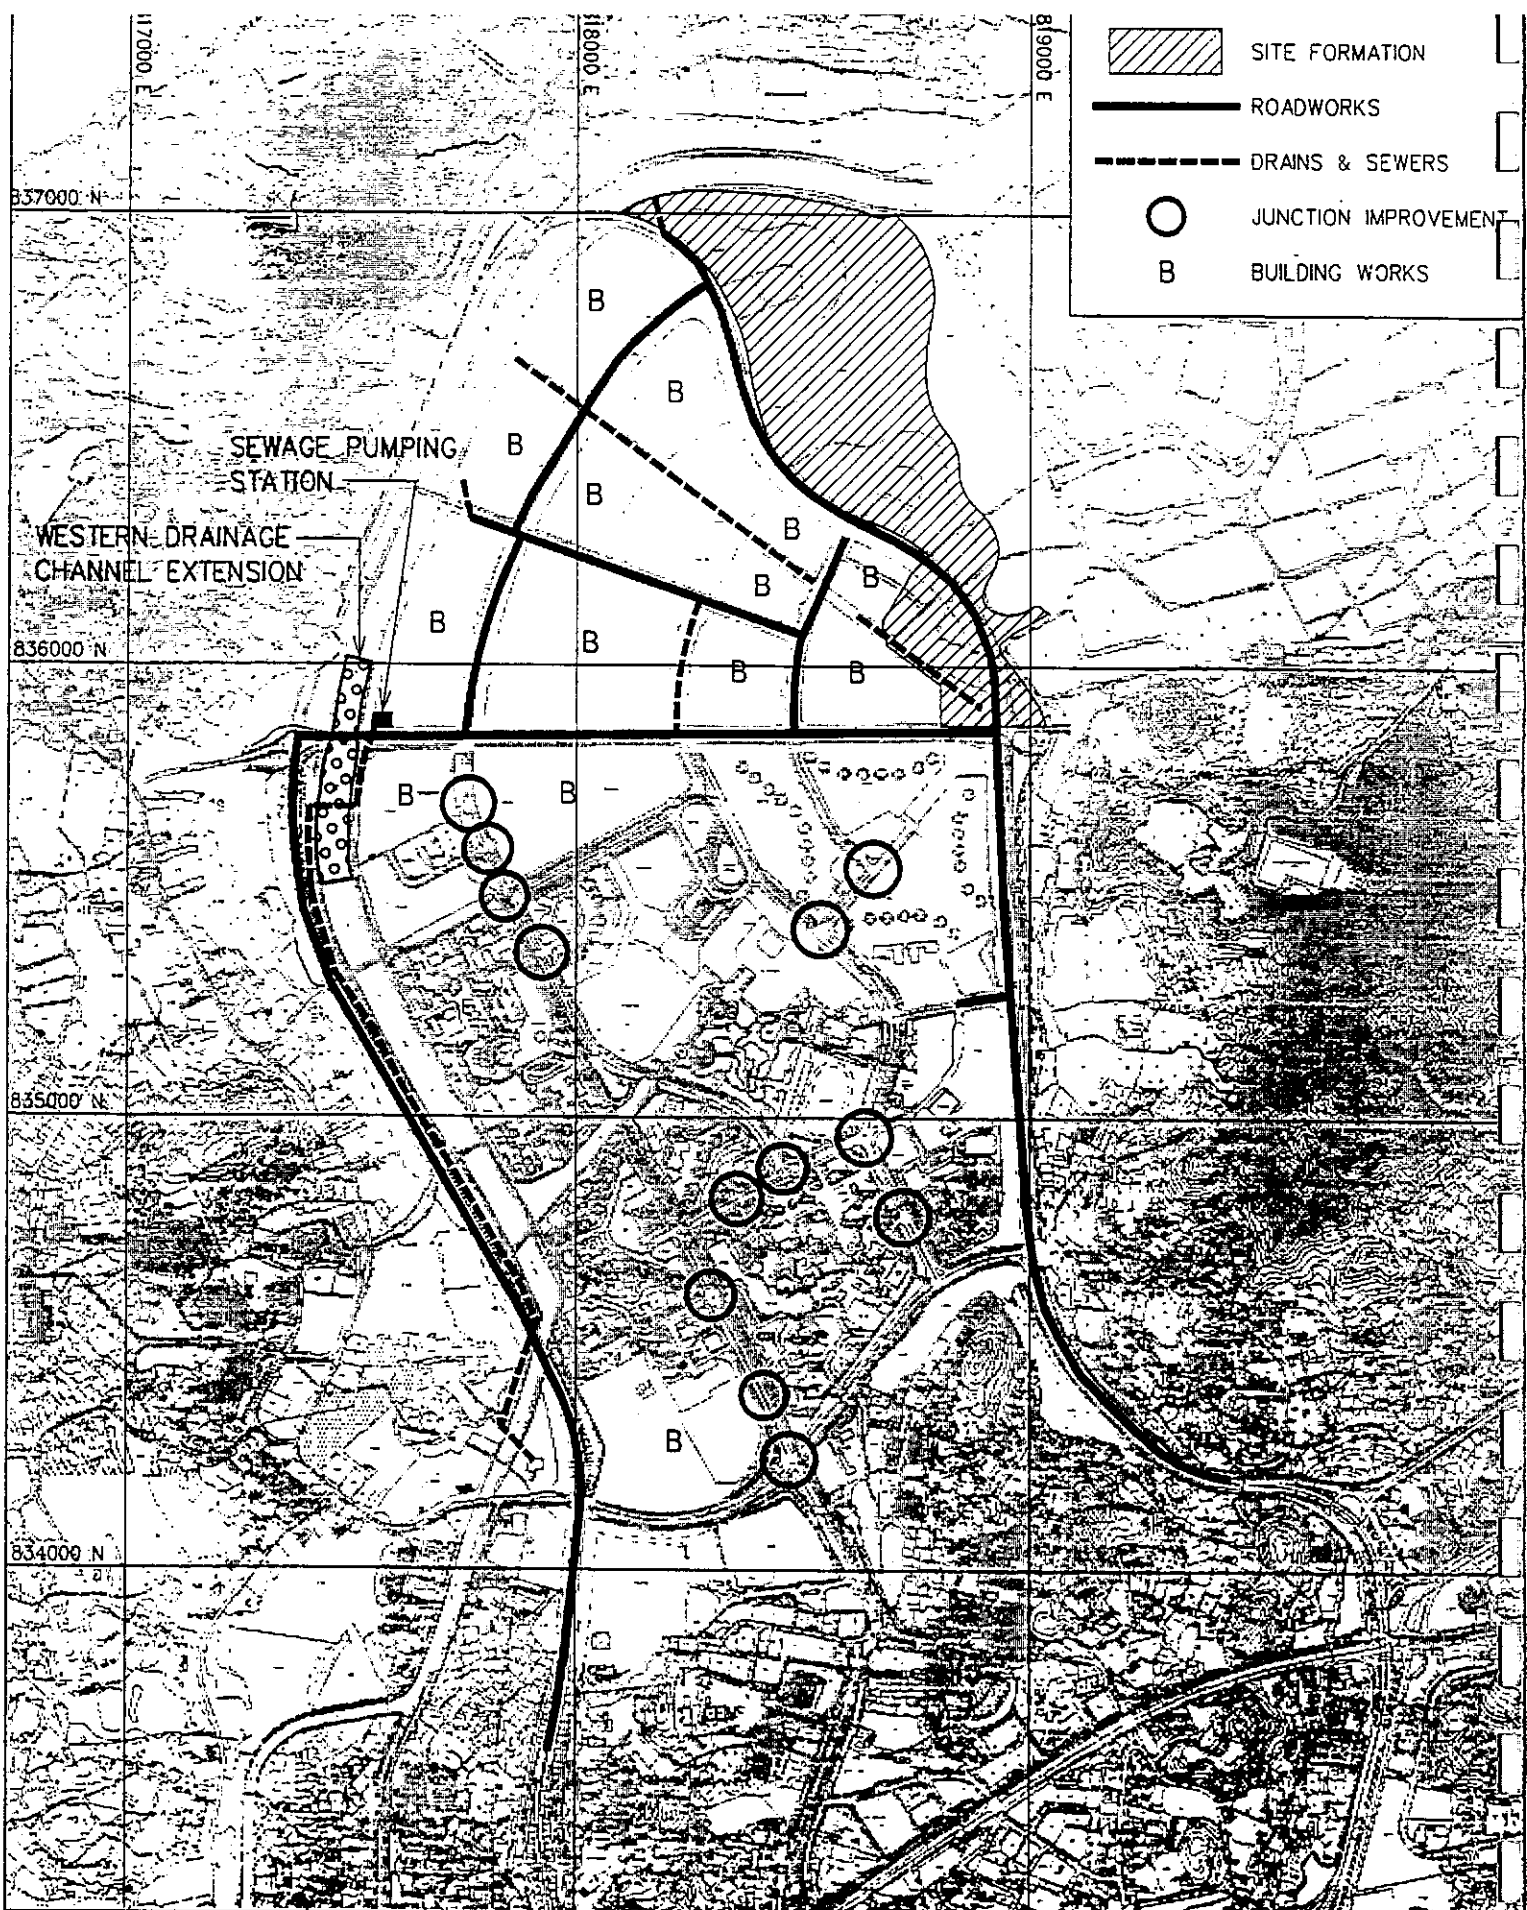 SITE FORMATION
ROADWORKS
DRAINS & SEWERS
JUNCTION IMPROVEMENT
B BUILDING WORKS
817000 E
818000 E
819000 E
837000 N
B
B
B
SEWAGE PUMPING
STATION
B
B
WESTERN DRAINAGE
CHANNEL EXTENSION
B
B
B
B
836000 N
B
B
B
B
835000 N
B
834000 N